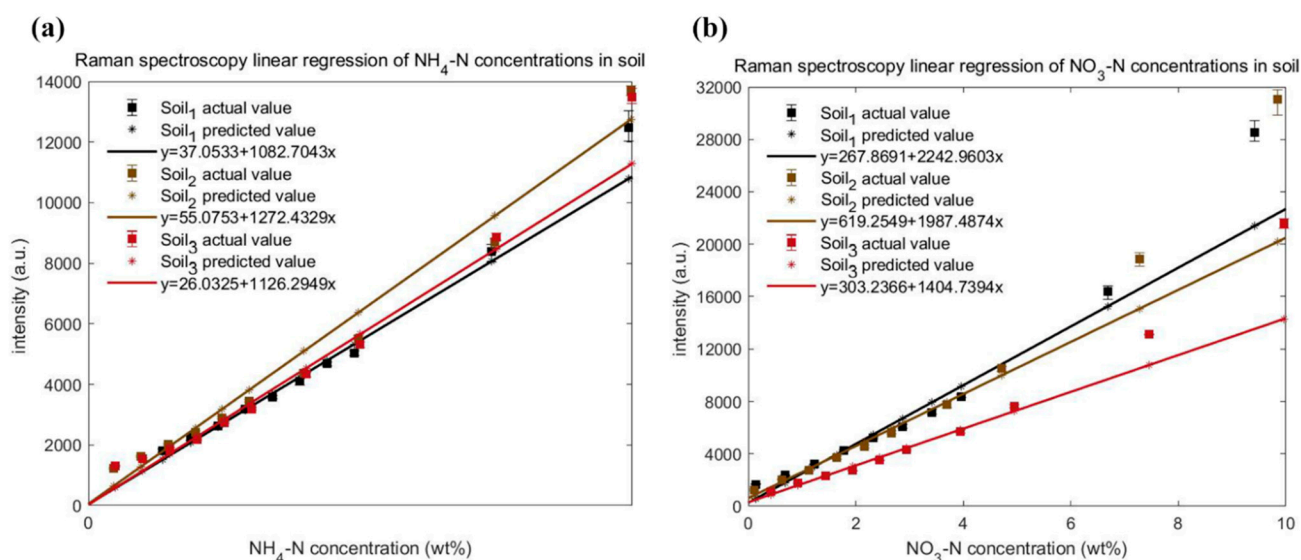 (a)
Raman spectroscopy linear regression of NH4-N concentrations in soil
14000
12000
10000
8000
6000
4000
2000
0
0
intensity (a.u.)
Soil1 actual value
Soil1 predicted value
y=37.0533+1082.7043x
Soil2 actual value
Soil2 predicted value
y=55.0753+1272.4329x
Soil3 actual value
Soil3 predicted value
y=26.0325+1126.2949x
NH4-N concentration (wt%)
(b)
Raman spectroscopy linear regression of NO3-N concentrations in soil
32000
28000
24000
20000
16000
12000
8000
4000
0
0 2 4 6 8 10
intensity (a.u.)
Soil1 actual value
Soil1 predicted value
y=267.8691+2242.9603x
Soil2 actual value
Soil2 predicted value
y=619.2549+1987.4874x
Soil3 actual value
Soil3 predicted value
y=303.2366+1404.7394x
NO3-N concentration (wt%)